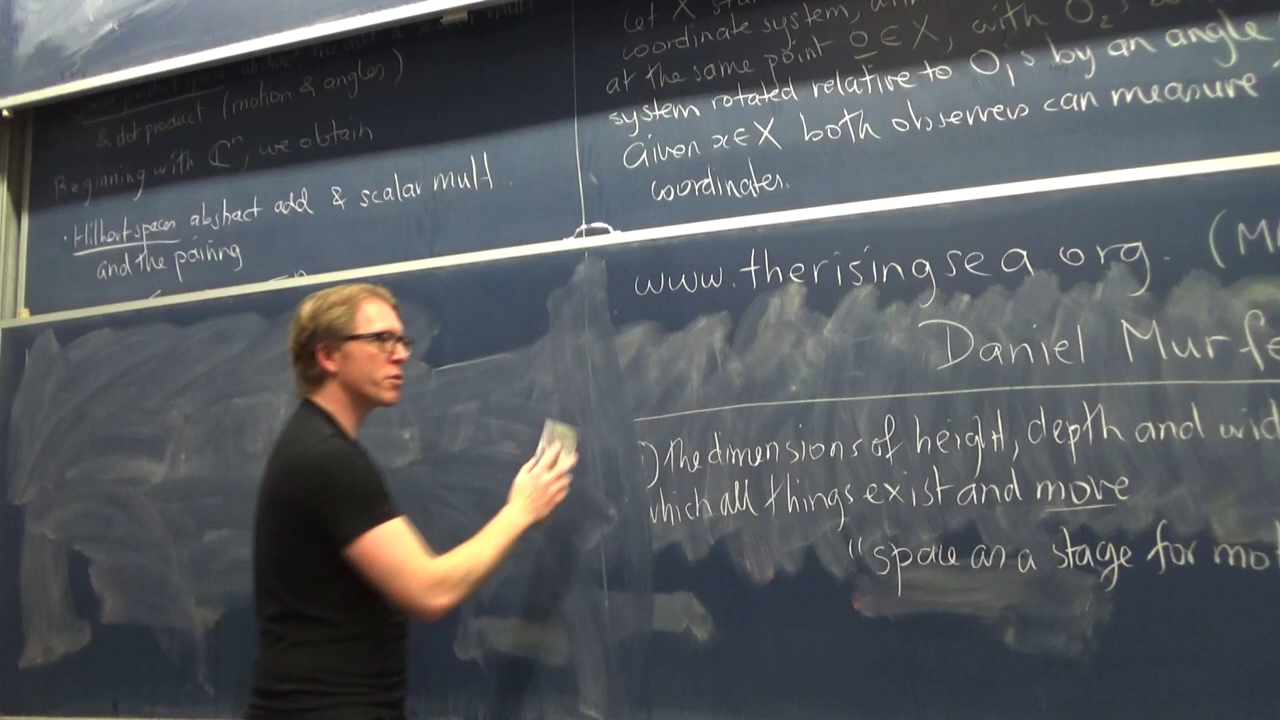 (motion & angles)
& dot product
Beginning with ℂⁿ, we obtain
· Hilbert spaces abstract add & scalar mult.
and the pairing
Let X
coordinate system,
at the same point o ∈ X, with O₂'s
system rotated relative to O₁'s by an angle
Given x ∈ X both observers can measure
coordinates.
www.therisingsea.org. (M
Daniel Murfe
1) The dimensions of height, depth and wid
which all things exist and move
"space as a stage for mo